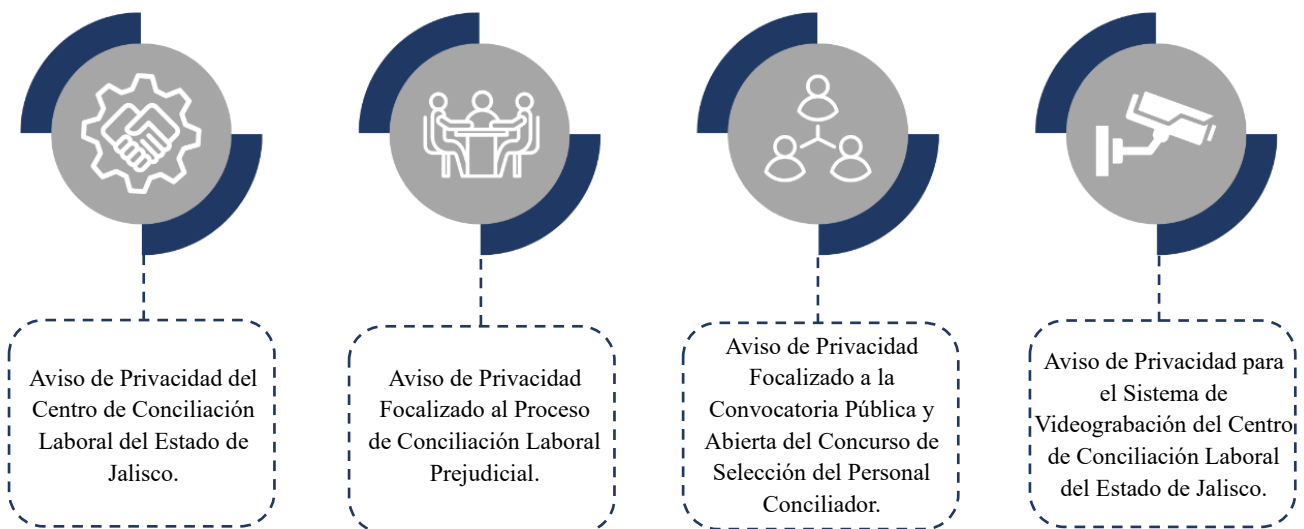 Aviso de Privacidad del
Centro de Conciliación
Laboral del Estado de
Jalisco.
Aviso de Privacidad
Focalizado al Proceso
de Conciliación Laboral
Prejudicial.
Aviso de Privacidad
Focalizado a la
Convocatoria Pública y
Abierta del Concurso de
Selección del Personal
Conciliador.
Aviso de Privacidad para
el Sistema de
Videograbación del Centro
de Conciliación Laboral
del Estado de Jalisco.